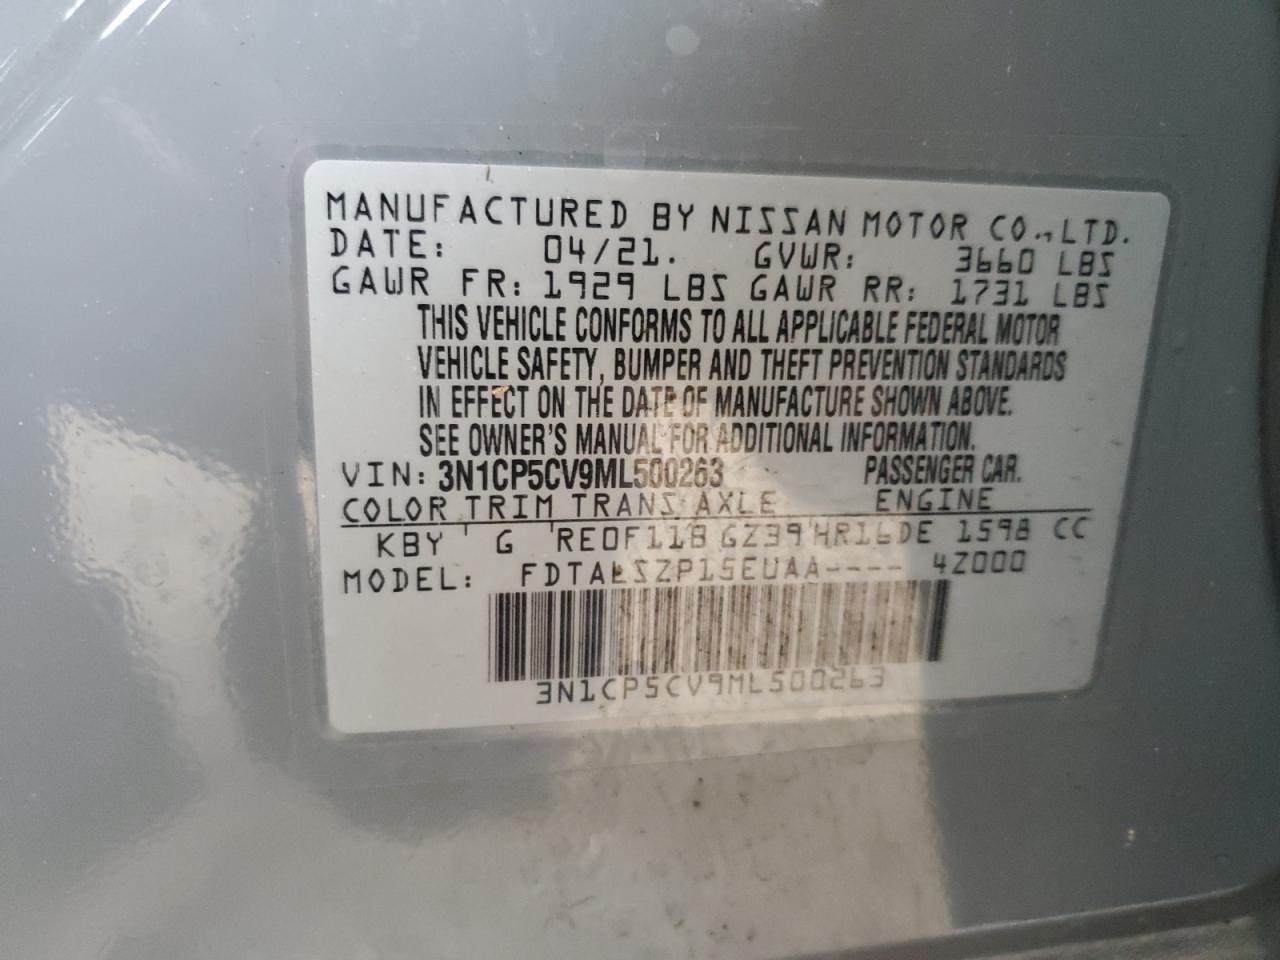 MANUFACTURED BY NISSAN MOTOR CO., LTD.
DATE: 04/21. GVWR: 3660 LBS
GAWR FR: 1929 LBS GAWR RR: 1731 LBS
THIS VEHICLE CONFORMS TO ALL APPLICABLE FEDERAL MOTOR
VEHICLE SAFETY, BUMPER AND THEFT PREVENTION STANDARDS
IN EFFECT ON THE DATE OF MANUFACTURE SHOWN ABOVE.
SEE OWNER'S MANUAL FOR ADDITIONAL INFORMATION.
VIN: 3N1CP5CV9ML500263 PASSENGER CAR.
COLOR TRIM TRANS AXLE ENGINE
KBY G RE0F11B GZ39 HR16DE 1598 CC
MODEL: FDTALSZP15EUAA---- 4Z000
3N1CP5CV9ML500263